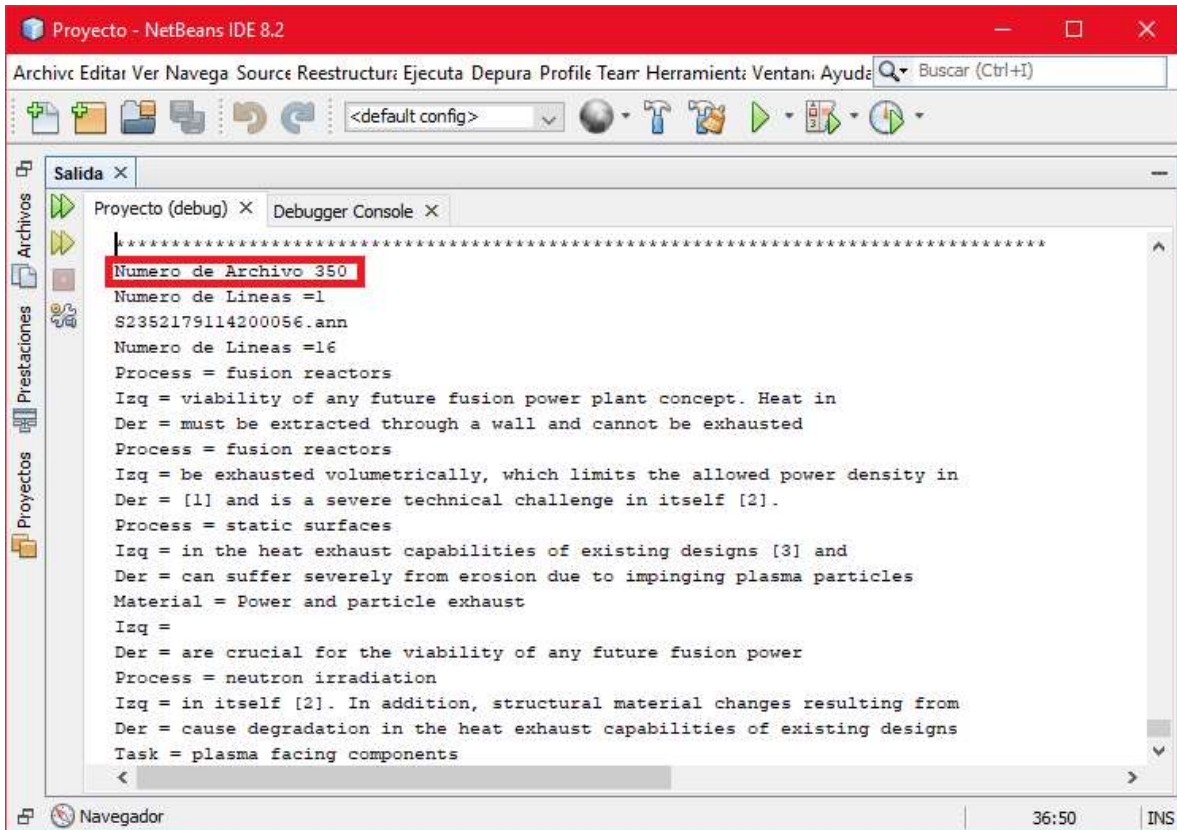 Proyecto - NetBeans IDE 8.2
Archivc Editar Ver Navega Source Reestructura Ejecuta Depura Profile Team Herramienta Ventana Ayuda Buscar (Ctrl+I)
<default config>
Salida
Proyecto (debug) Debugger Console
Archivos
Prestaciones
Proyectos
**************************************************************************************
Numero de Archivo 350
Numero de Lineas =1
S2352179114200056.ann
Numero de Lineas =16
Process = fusion reactors
Izq = viability of any future fusion power plant concept. Heat in
Der = must be extracted through a wall and cannot be exhausted
Process = fusion reactors
Izq = be exhausted volumetrically, which limits the allowed power density in
Der = [1] and is a severe technical challenge in itself [2].
Process = static surfaces
Izq = in the heat exhaust capabilities of existing designs [3] and
Der = can suffer severely from erosion due to impinging plasma particles
Material = Power and particle exhaust
Izq =
Der = are crucial for the viability of any future fusion power
Process = neutron irradiation
Izq = in itself [2]. In addition, structural material changes resulting from
Der = cause degradation in the heat exhaust capabilities of existing designs
Task = plasma facing components
Navegador
36:50 INS